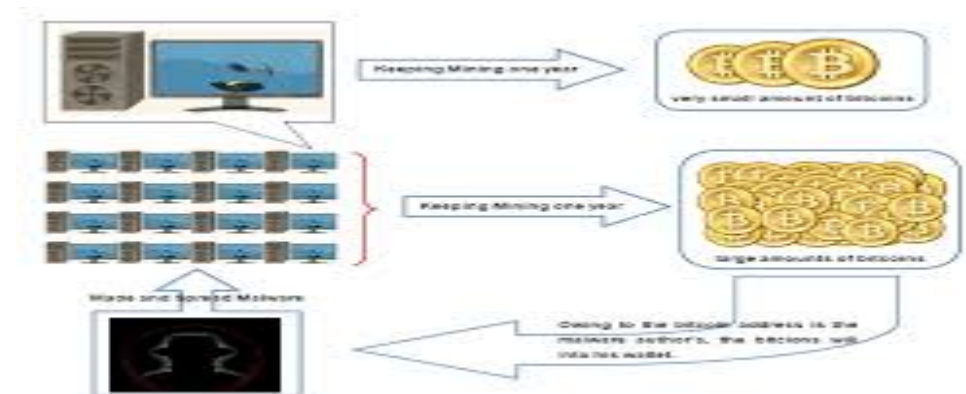 Keeping Mining one year
very small amount of bitcoins
Keeping Mining one year
large amounts of bitcoins
Made and Spread Malware
Owing to the bitcoin address is the
malware author's, the bitcions will
into his wallet.